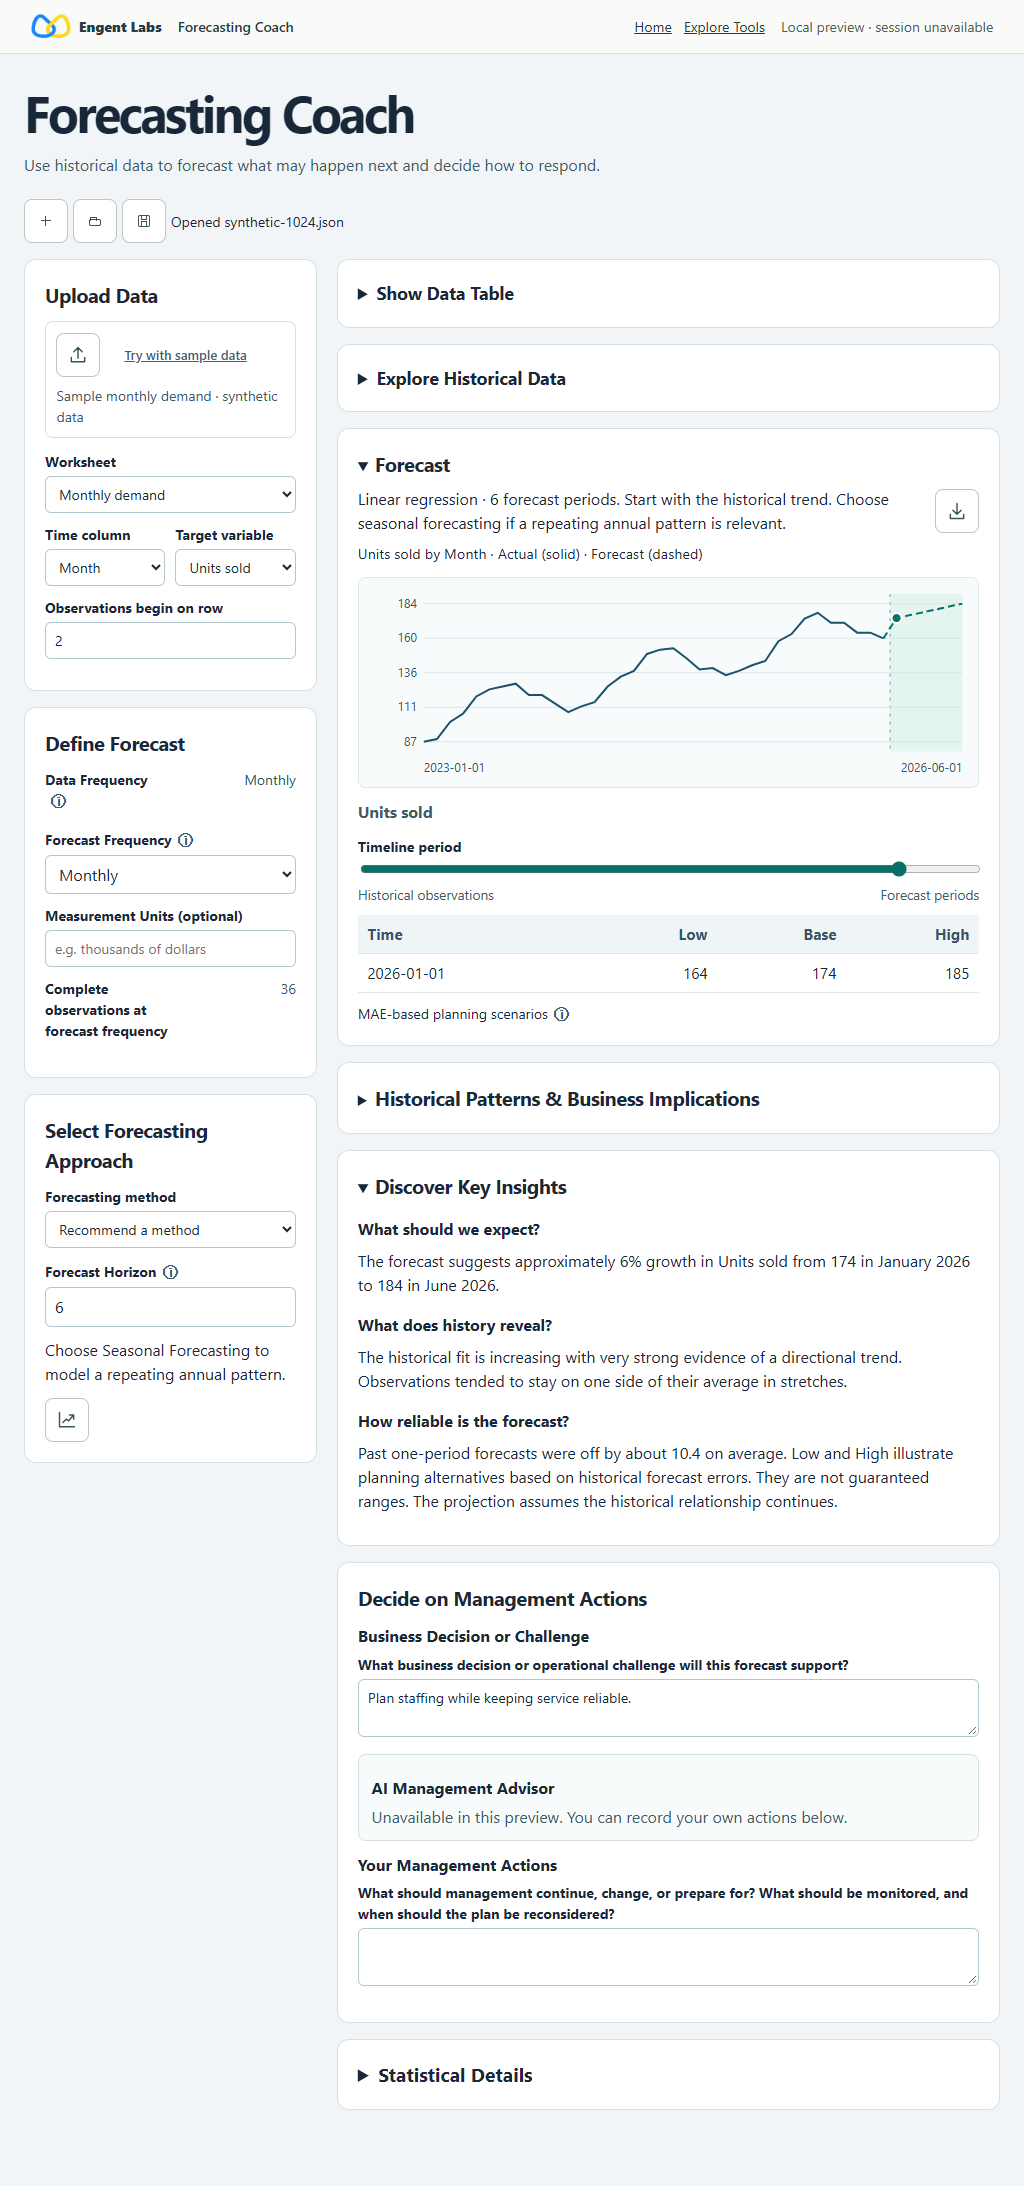 Engent Labs
Forecasting Coach
Home
Explore Tools
Local preview · session unavailable
Forecasting Coach
Use historical data to forecast what may happen next and decide how to respond.
Opened synthetic-1024.json
Upload Data
Try with sample data
Sample monthly demand · synthetic
data
Worksheet
Monthly demand
Time column
Target variable
Month
Units sold
Observations begin on row
2
Define Forecast
Data Frequency
Monthly
Forecast Frequency
Monthly
Measurement Units (optional)
e.g. thousands of dollars
Complete
observations at
forecast frequency
36
Select Forecasting
Approach
Forecasting method
Recommend a method
Forecast Horizon
6
Choose Seasonal Forecasting to
model a repeating annual pattern.
Show Data Table
Explore Historical Data
Forecast
Linear regression · 6 forecast periods. Start with the historical trend. Choose
seasonal forecasting if a repeating annual pattern is relevant.
Units sold by Month · Actual (solid) · Forecast (dashed)
184
160
136
111
87
2023-01-01
2026-06-01
Units sold
Timeline period
Historical observations
Forecast periods
Time Low Base High
2026-01-01 164 174 185
MAE-based planning scenarios
Historical Patterns & Business Implications
Discover Key Insights
What should we expect?
The forecast suggests approximately 6% growth in Units sold from 174 in January 2026
to 184 in June 2026.
What does history reveal?
The historical fit is increasing with very strong evidence of a directional trend.
Observations tended to stay on one side of their average in stretches.
How reliable is the forecast?
Past one-period forecasts were off by about 10.4 on average. Low and High illustrate
planning alternatives based on historical forecast errors. They are not guaranteed
ranges. The projection assumes the historical relationship continues.
Decide on Management Actions
Business Decision or Challenge
What business decision or operational challenge will this forecast support?
Plan staffing while keeping service reliable.
AI Management Advisor
Unavailable in this preview. You can record your own actions below.
Your Management Actions
What should management continue, change, or prepare for? What should be monitored, and
when should the plan be reconsidered?
Statistical Details